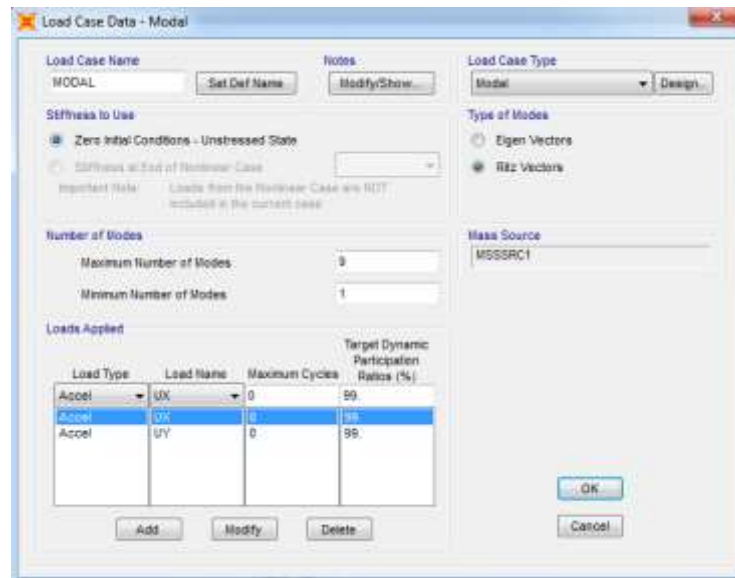 Load Case Data - Modal
Load Case Name
MODAL
Set Def Name
Notes
Modify/Show...
Load Case Type
Modal
Design...
Stiffness to Use
Zero Initial Conditions - Unstressed State
Stiffness at End of Nonlinear Case
Important Note: Loads from the Nonlinear Case are NOT
included in the current case
Type of Modes
Eigen Vectors
Ritz Vectors
Number of Modes
Maximum Number of Modes 9
Minimum Number of Modes 1
Mass Source
MSSSRC1
Loads Applied
Load Type Load Name Maximum Cycles Target Dynamic Participation Ratios (%)
Accel UX 0 99.
Accel UX 0 99.
Accel UY 0 99.
Add Modify Delete
OK
Cancel